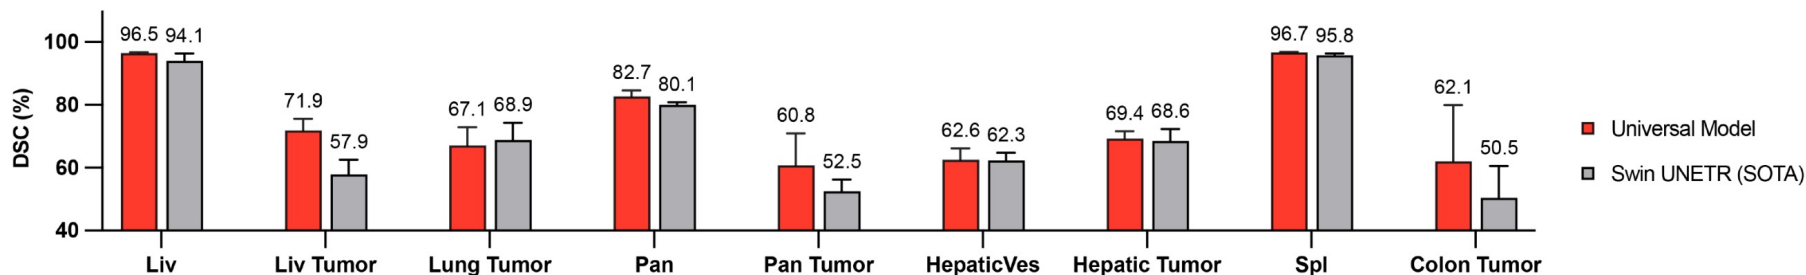 DSC (%)
100
80
60
40
96.5 94.1
71.9 57.9
67.1 68.9
82.7 80.1
60.8 52.5
62.6 62.3
69.4 68.6
96.7 95.8
62.1 50.5
Liv
Liv Tumor
Lung Tumor
Pan
Pan Tumor
HepaticVes
Hepatic Tumor
Spl
Colon Tumor
Universal Model
Swin UNETR (SOTA)